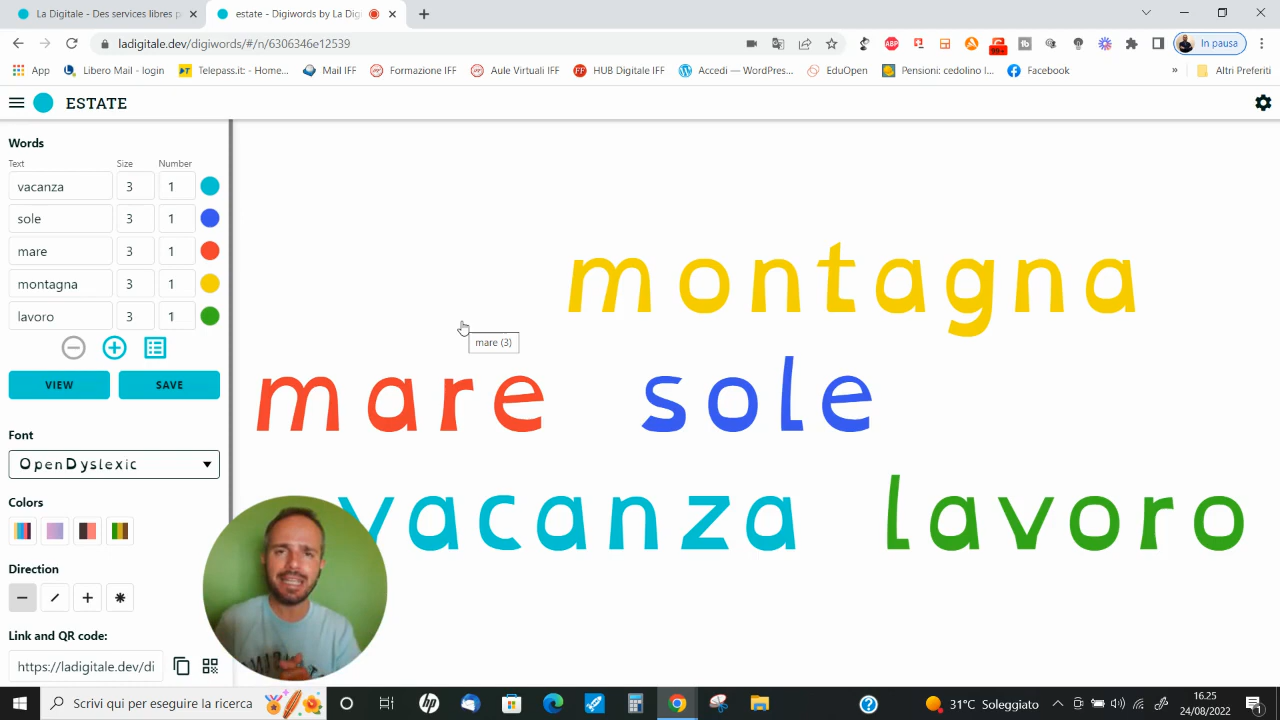 La Digitale - Des services libres p
estate - Digiwords by La Dig
ladigitale.dev/digiwords/#/n/6306336e12539
In pausa
App
Libero Mail - login
Telepass.it - Home...
Mail IFF
Formazione IFF
Aule Virtuali IFF
HUB Digitale IFF
Accedi — WordPress...
EduOpen
Pensioni: cedolino i...
Facebook
»
Altri Preferiti
ESTATE
Words
Text Size Number
vacanza 3 1
sole 3 1
mare 3 1
montagna 3 1
lavoro 3 1
VIEW SAVE
Font
OpenDyslexic
Colors
Direction
Link and QR code:
https://ladigitale.dev/di
montagna
mare (3)
mare sole
vacanza lavoro
Scrivi qui per eseguire la ricerca
31°C Soleggiato
16.25
24/08/2022